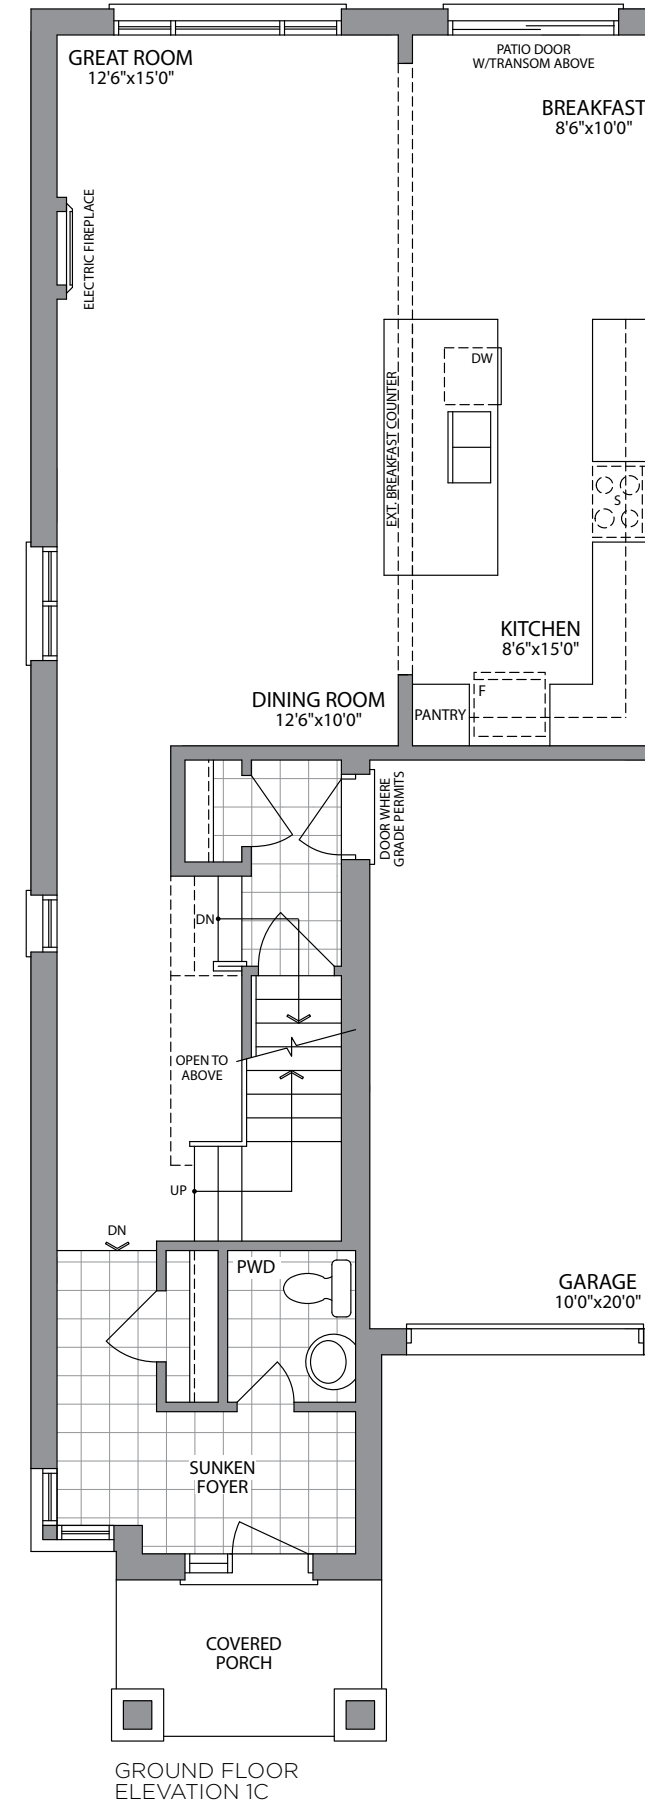 GREAT ROOM
12'6"x15'0"
PATIO DOOR
W/TRANSOM ABOVE
BREAKFAST
8'6"x10'0"
ELECTRIC FIREPLACE
DW
EXT. BREAKFAST COUNTER
S
KITCHEN
8'6"x15'0"
DINING ROOM
12'6"x10'0"
F
PANTRY
DOOR WHERE
GRADE PERMITS
DN
OPEN TO
ABOVE
UP
DN
PWD
GARAGE
10'0"x20'0"
SUNKEN
FOYER
COVERED
PORCH
GROUND FLOOR
ELEVATION 1C